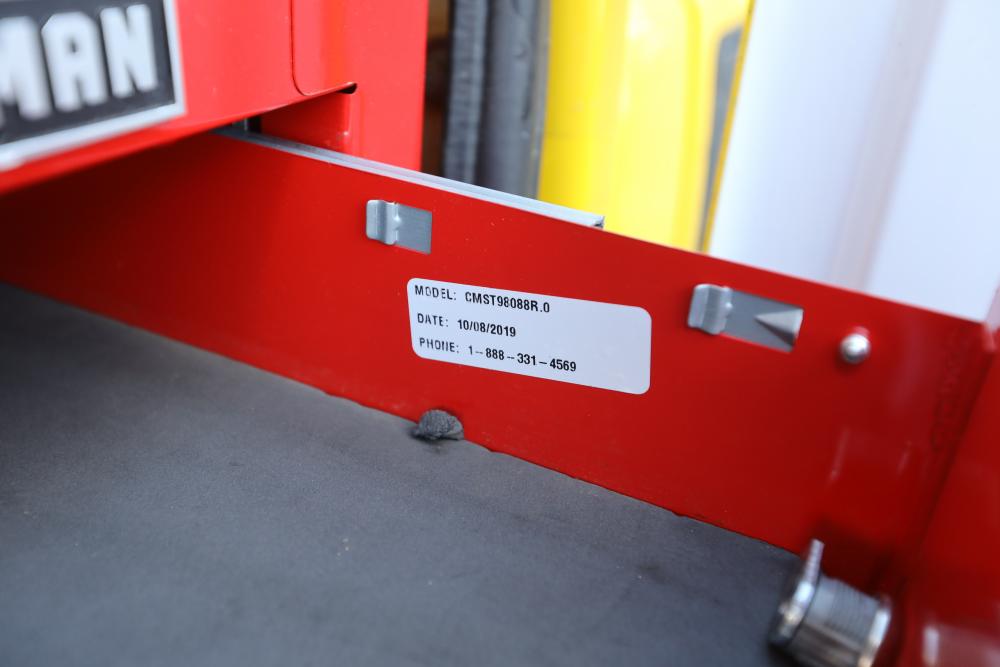 MAN
MODEL: CMST98088R.0
DATE: 10/08/2019
PHONE: 1-888-331-4569